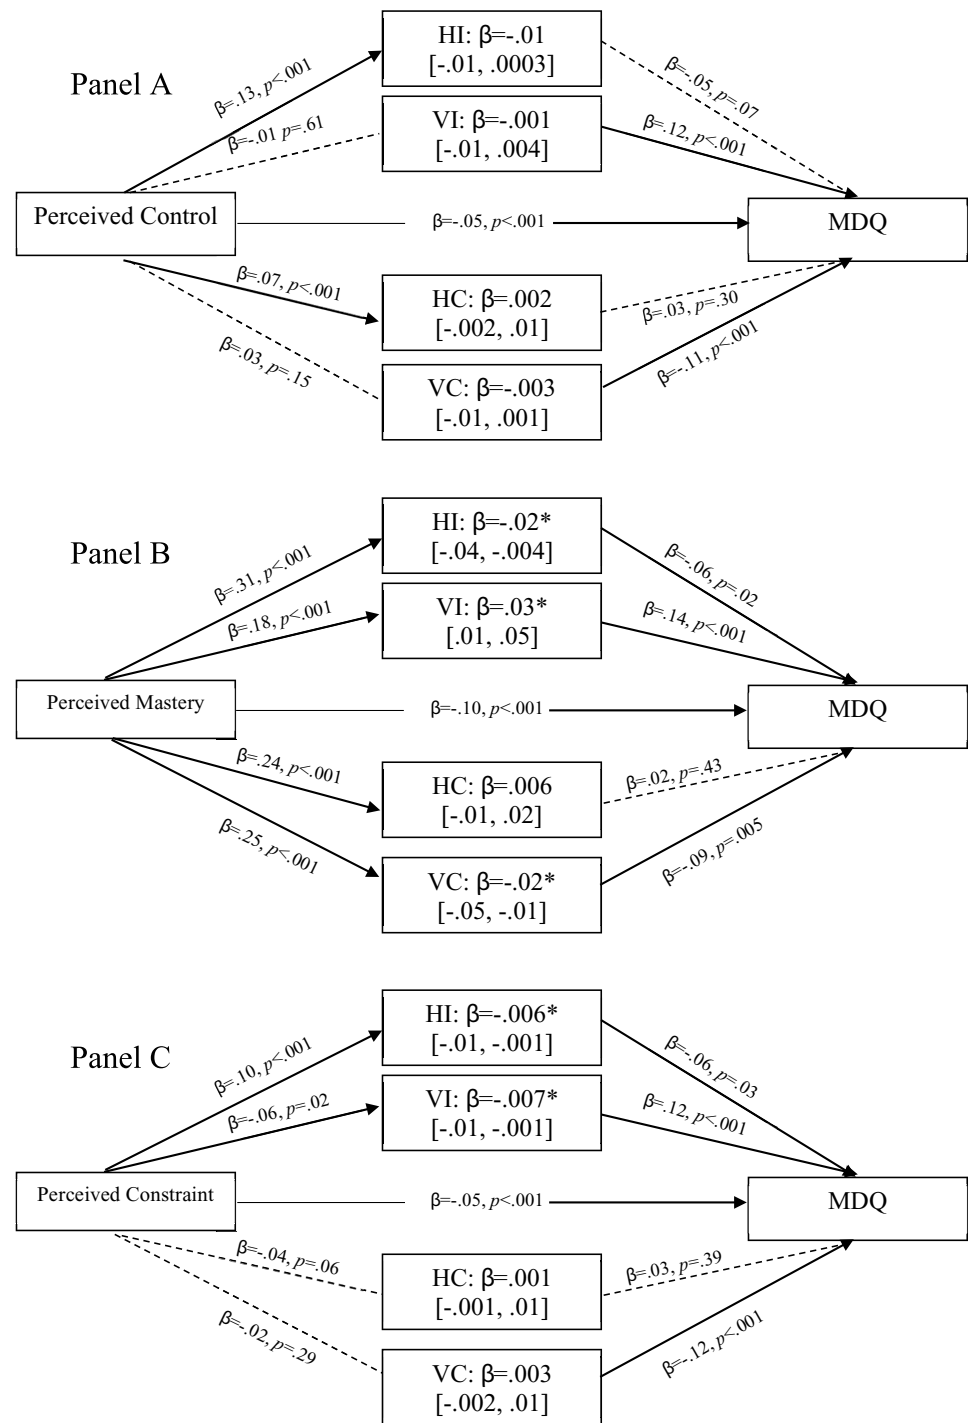 Panel A
HI: β=-.01
[-.01, .0003]
β=.13, p<.001
β=-.05, p=.07
VI: β=-.001
[-.01, .004]
β=-.01 p=.61
β=.12, p<.001
Perceived Control
β=-.05, p<.001
MDQ
β=.07, p<.001
HC: β=.002
[-.002, .01]
β=.03, p=.30
β=.03, p=.15
VC: β=-.003
[-.01, .001]
β=-.11, p<.001
Panel B
HI: β=-.02*
[-.04, -.004]
β=.31, p<.001
β=-.06, p=.02
VI: β=.03*
[.01, .05]
β=.18, p<.001
β=.14, p<.001
Perceived Mastery
β=-.10, p<.001
MDQ
β=.24, p<.001
HC: β=.006
[-.01, .02]
β=.02, p=.43
β=.25, p<.001
VC: β=-.02*
[-.05, -.01]
β=-.09, p=.005
Panel C
HI: β=-.006*
[-.01, -.001]
β=.10, p<.001
β=-.06, p=.03
VI: β=-.007*
[-.01, -.001]
β=-.06, p=.02
β=.12, p<.001
Perceived Constraint
β=-.05, p<.001
MDQ
β=-.04, p=.06
HC: β=.001
[-.001, .01]
β=.03, p=.39
β=-.02, p=.29
VC: β=.003
[-.002, .01]
β=-.12, p<.001